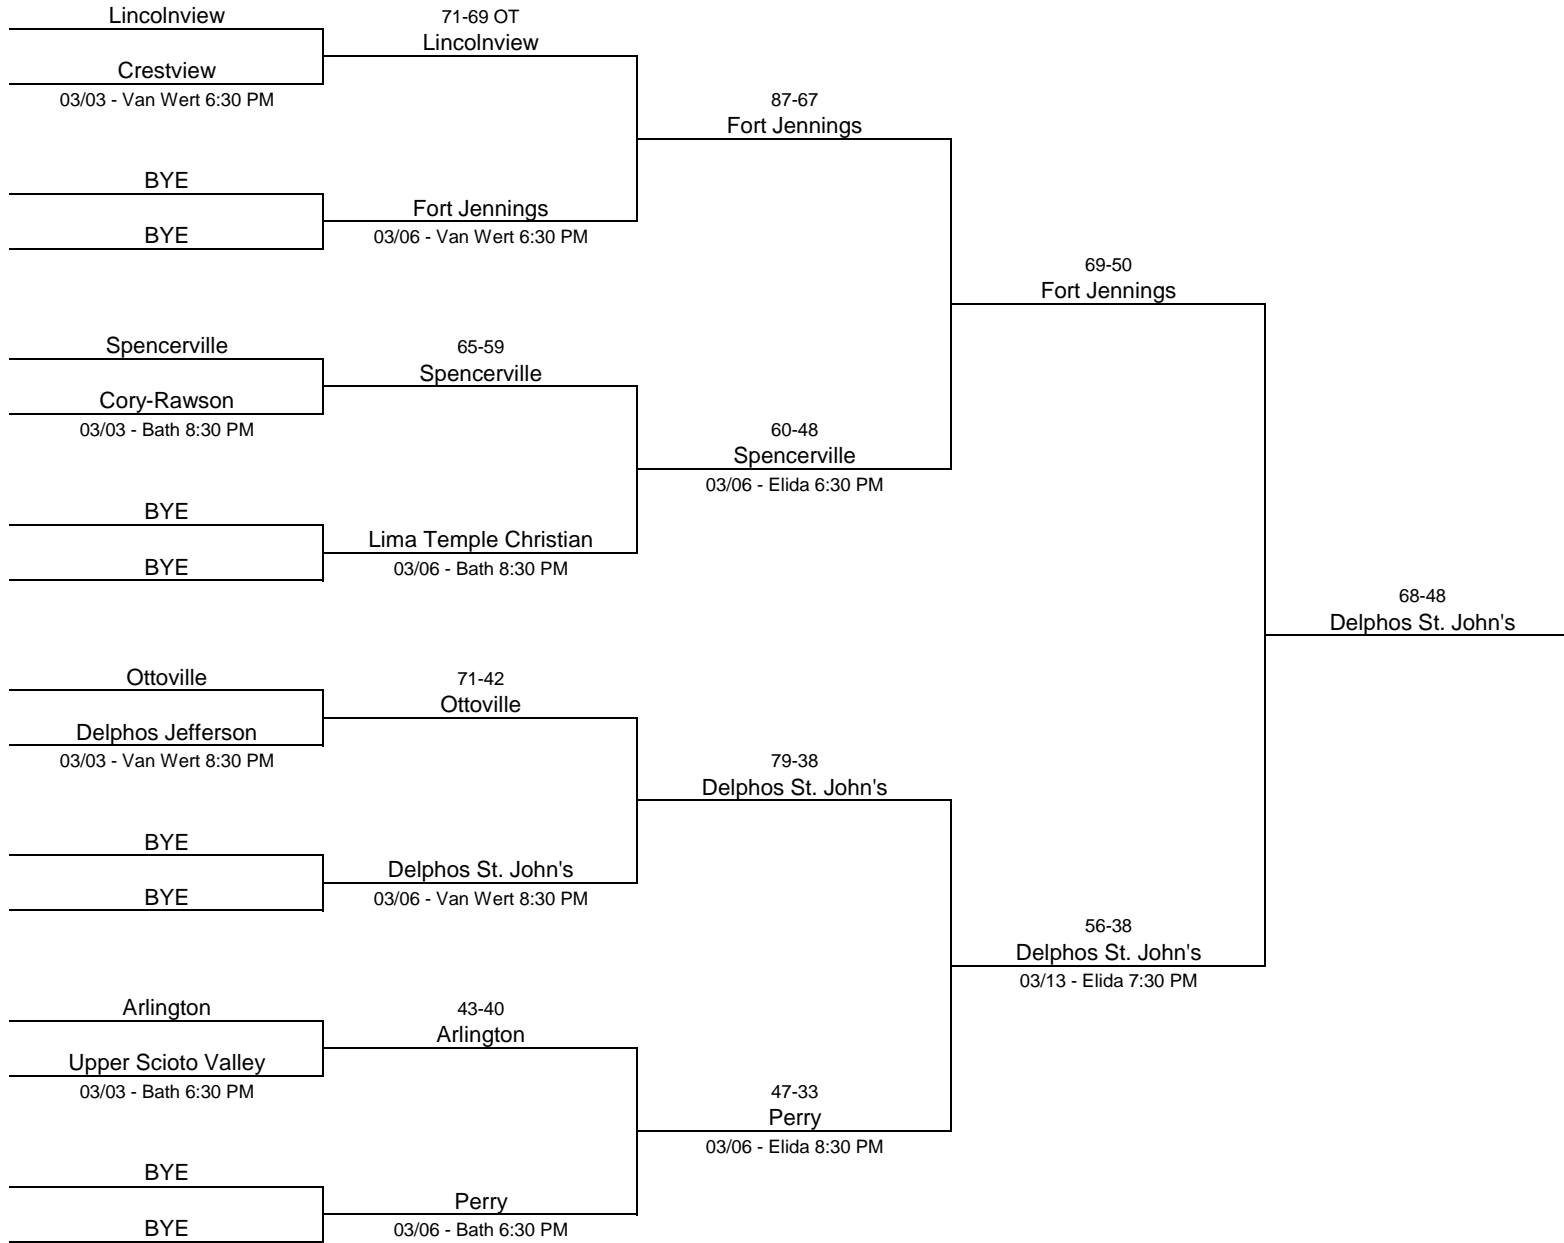 Lincolnview
Crestview
03/03 - Van Wert 6:30 PM
BYE
BYE
Spencerville
Cory-Rawson
03/03 - Bath 8:30 PM
BYE
BYE
Ottoville
Delphos Jefferson
03/03 - Van Wert 8:30 PM
BYE
BYE
Arlington
Upper Scioto Valley
03/03 - Bath 6:30 PM
BYE
BYE
71-69 OT
Lincolnview
Fort Jennings
03/06 - Van Wert 6:30 PM
65-59
Spencerville
Lima Temple Christian
03/06 - Bath 8:30 PM
71-42
Ottoville
Delphos St. John's
03/06 - Van Wert 8:30 PM
43-40
Arlington
Perry
03/06 - Bath 6:30 PM
87-67
Fort Jennings
60-48
Spencerville
03/06 - Elida 6:30 PM
79-38
Delphos St. John's
47-33
Perry
03/06 - Elida 8:30 PM
69-50
Fort Jennings
56-38
Delphos St. John's
03/13 - Elida 7:30 PM
68-48
Delphos St. John's